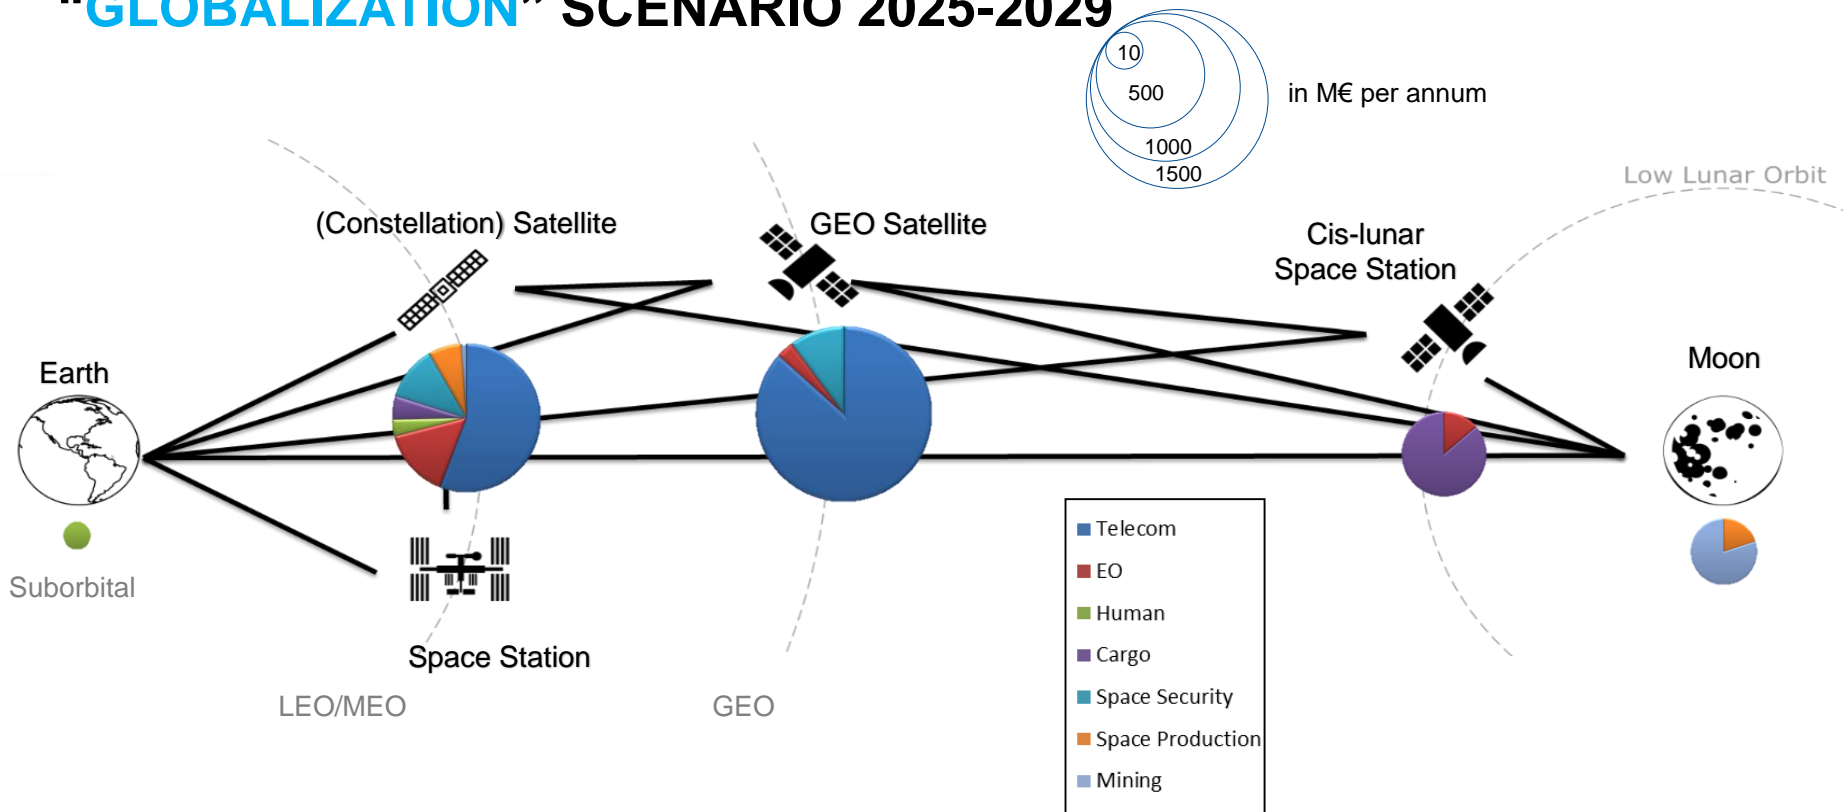 “GLOBALIZATION” SCENARIO 2025-2029
10
500
1000
1500
in M€ per annum
Low Lunar Orbit
(Constellation) Satellite
GEO Satellite
Cis-lunar
Space Station
Earth
Moon
Suborbital
Space Station
LEO/MEO
GEO
Telecom
EO
Human
Cargo
Space Security
Space Production
Mining